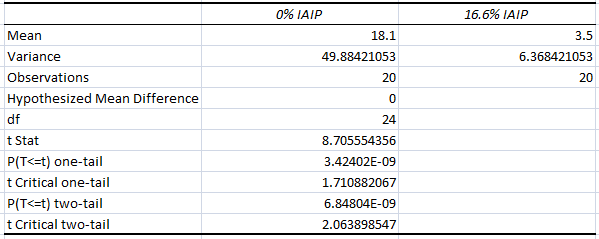 0% IAIP 16.6% IAIP
Mean 18.1 3.5
Variance 49.88421053 6.368421053
Observations 20 20
Hypothesized Mean Difference 0
df 24
t Stat 8.705554356
P(T<=t) one-tail 3.42402E-09
t Critical one-tail 1.710882067
P(T<=t) two-tail 6.84804E-09
t Critical two-tail 2.063898547